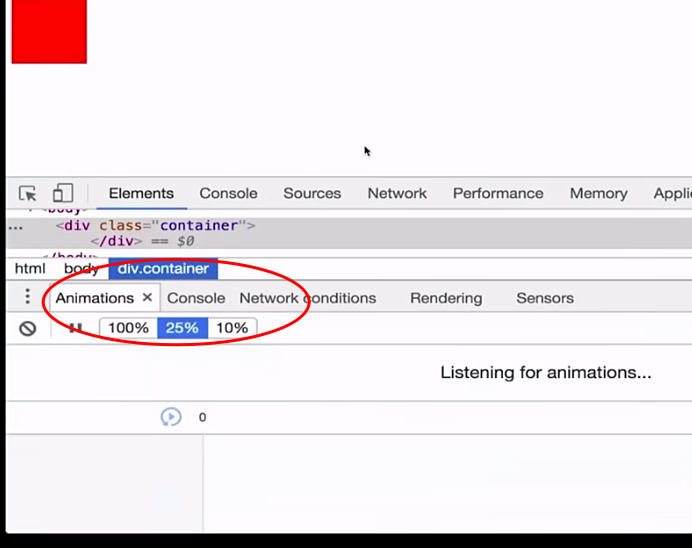 Elements Console Sources Network Performance Memory Appli
<body>
... <div class="container">
</div> == $0
</body>
html body div.container
Animations × Console Network conditions Rendering Sensors
100% 25% 10%
Listening for animations...
0